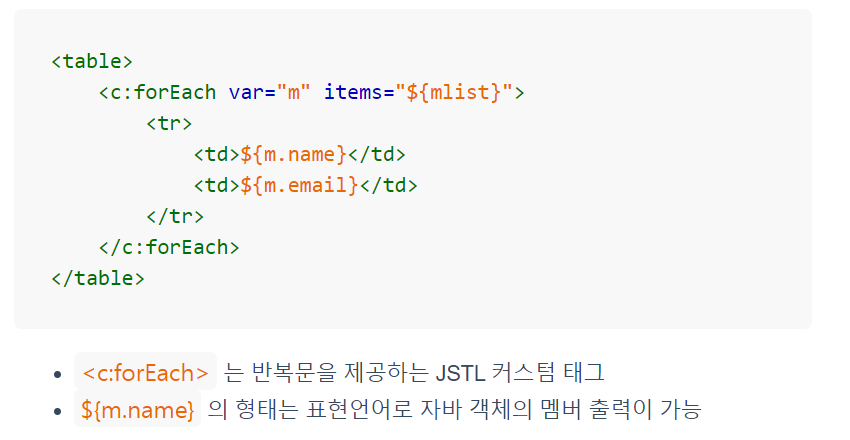 <table>
    <c:forEach var="m" items="${mlist}">
        <tr>
            <td>${m.name}</td>
            <td>${m.email}</td>
        </tr>
    </c:forEach>
</table>
• <c:forEach> 는 반복문을 제공하는 JSTL 커스텀 태그
• ${m.name} 의 형태는 표현언어로 자바 객체의 멤버 출력이 가능